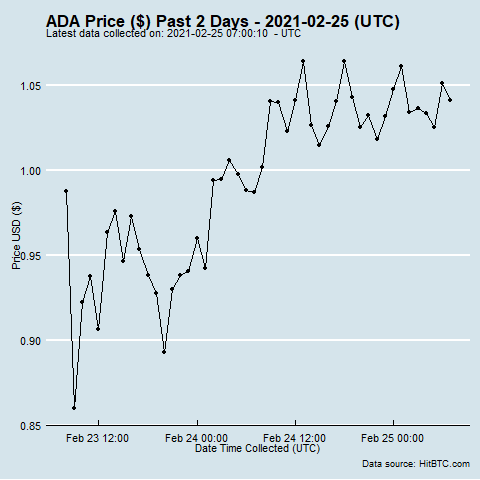 ADA Price ($) Past 2 Days - 2021-02-25 (UTC)
Latest data collected on: 2021-02-25 07:00:10  - UTC
1.05
1.00
0.95
0.90
0.85
Price USD ($)
Feb 23 12:00
Feb 24 00:00
Feb 24 12:00
Feb 25 00:00
Date Time Collected (UTC)
Data source: HitBTC.com